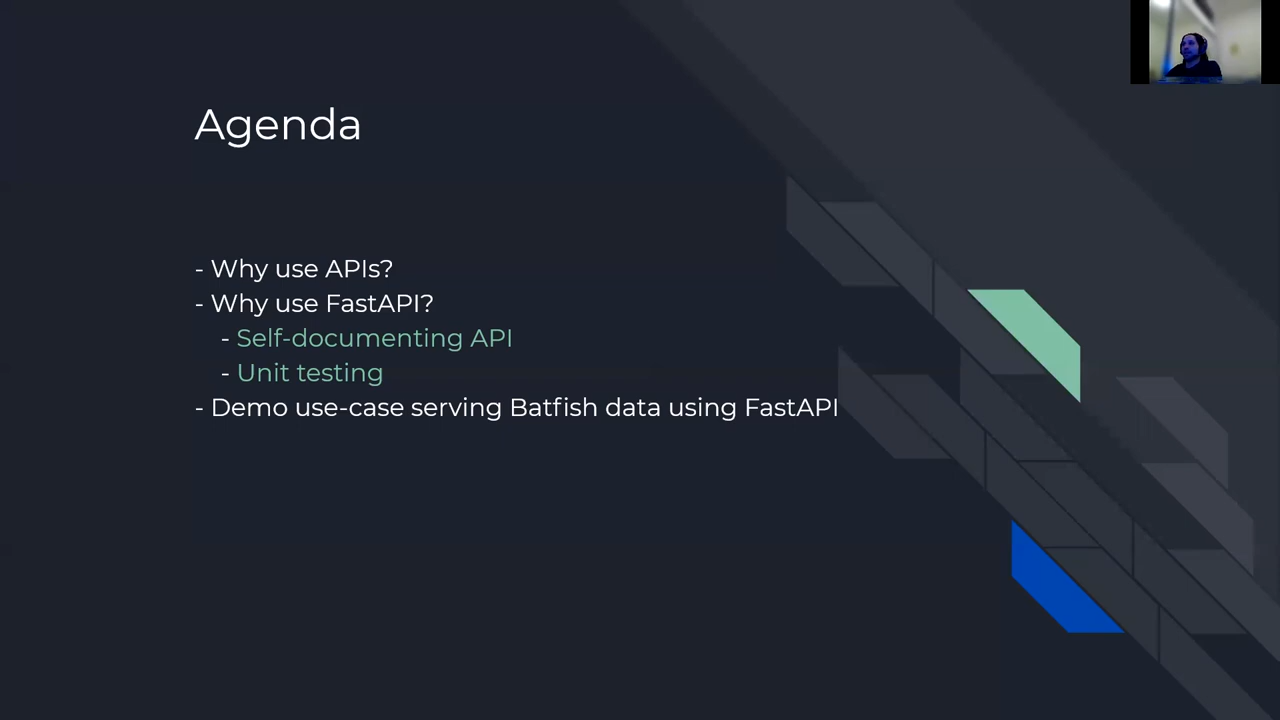 Agenda
- Why use APIs?
- Why use FastAPI?
- Self-documenting API
- Unit testing
- Demo use-case serving Batfish data using FastAPI